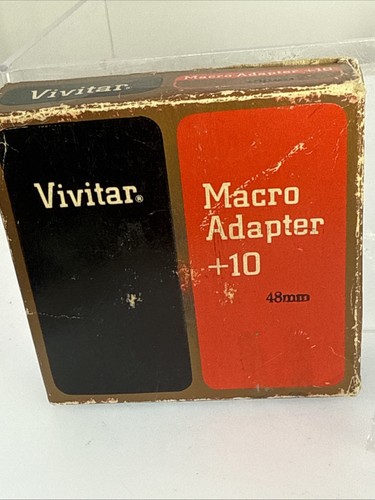 Vivitar®
Macro Adapter +10
Vivitar®
Macro
Adapter
+10
48mm